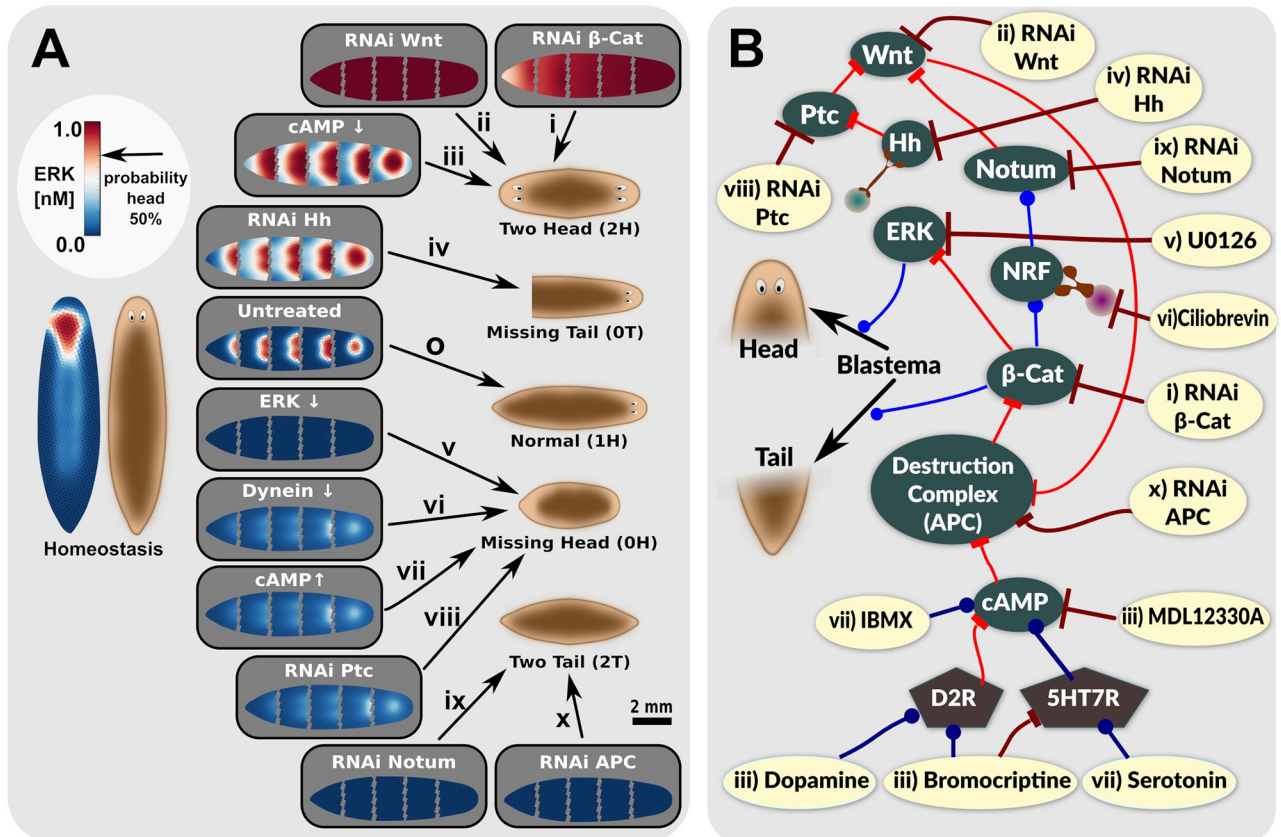 A
RNAi Wnt
RNAi β-Cat
1.0
ERK
[nM]
0.0
probability
head
50%
cAMP ↓
ii
i
iii
Two Head (2H)
RNAi Hh
iv
Missing Tail (0T)
Untreated
o
Normal (1H)
ERK ↓
v
Dynein ↓
vi
Missing Head (0H)
cAMP↑
vii
viii
Two Tail (2T)
RNAi Ptc
ix
x
2 mm
RNAi Notum
RNAi APC
Homeostasis
B
Wnt
ii) RNAi
Wnt
iv) RNAi
Hh
Ptc
Hh
Notum
ix) RNAi
Notum
viii) RNAi
Ptc
ERK
v) U0126
NRF
vi)Ciliobrevin
Head
Blastema
β-Cat
i) RNAi
β-Cat
Tail
Destruction
Complex
(APC)
x) RNAi
APC
vii) IBMX
cAMP
iii) MDL12330A
D2R
5HT7R
iii) Dopamine
iii) Bromocriptine
vii) Serotonin